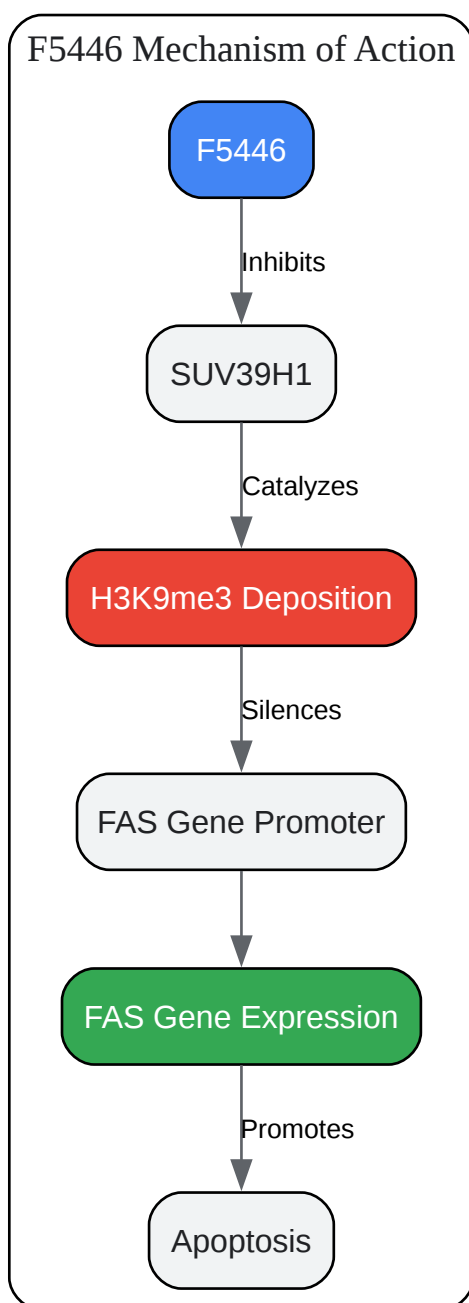 F5446 Mechanism of Action
F5446
Inhibits
SUV39H1
Catalyzes
H3K9me3 Deposition
Silences
FAS Gene Promoter
FAS Gene Expression
Promotes
Apoptosis